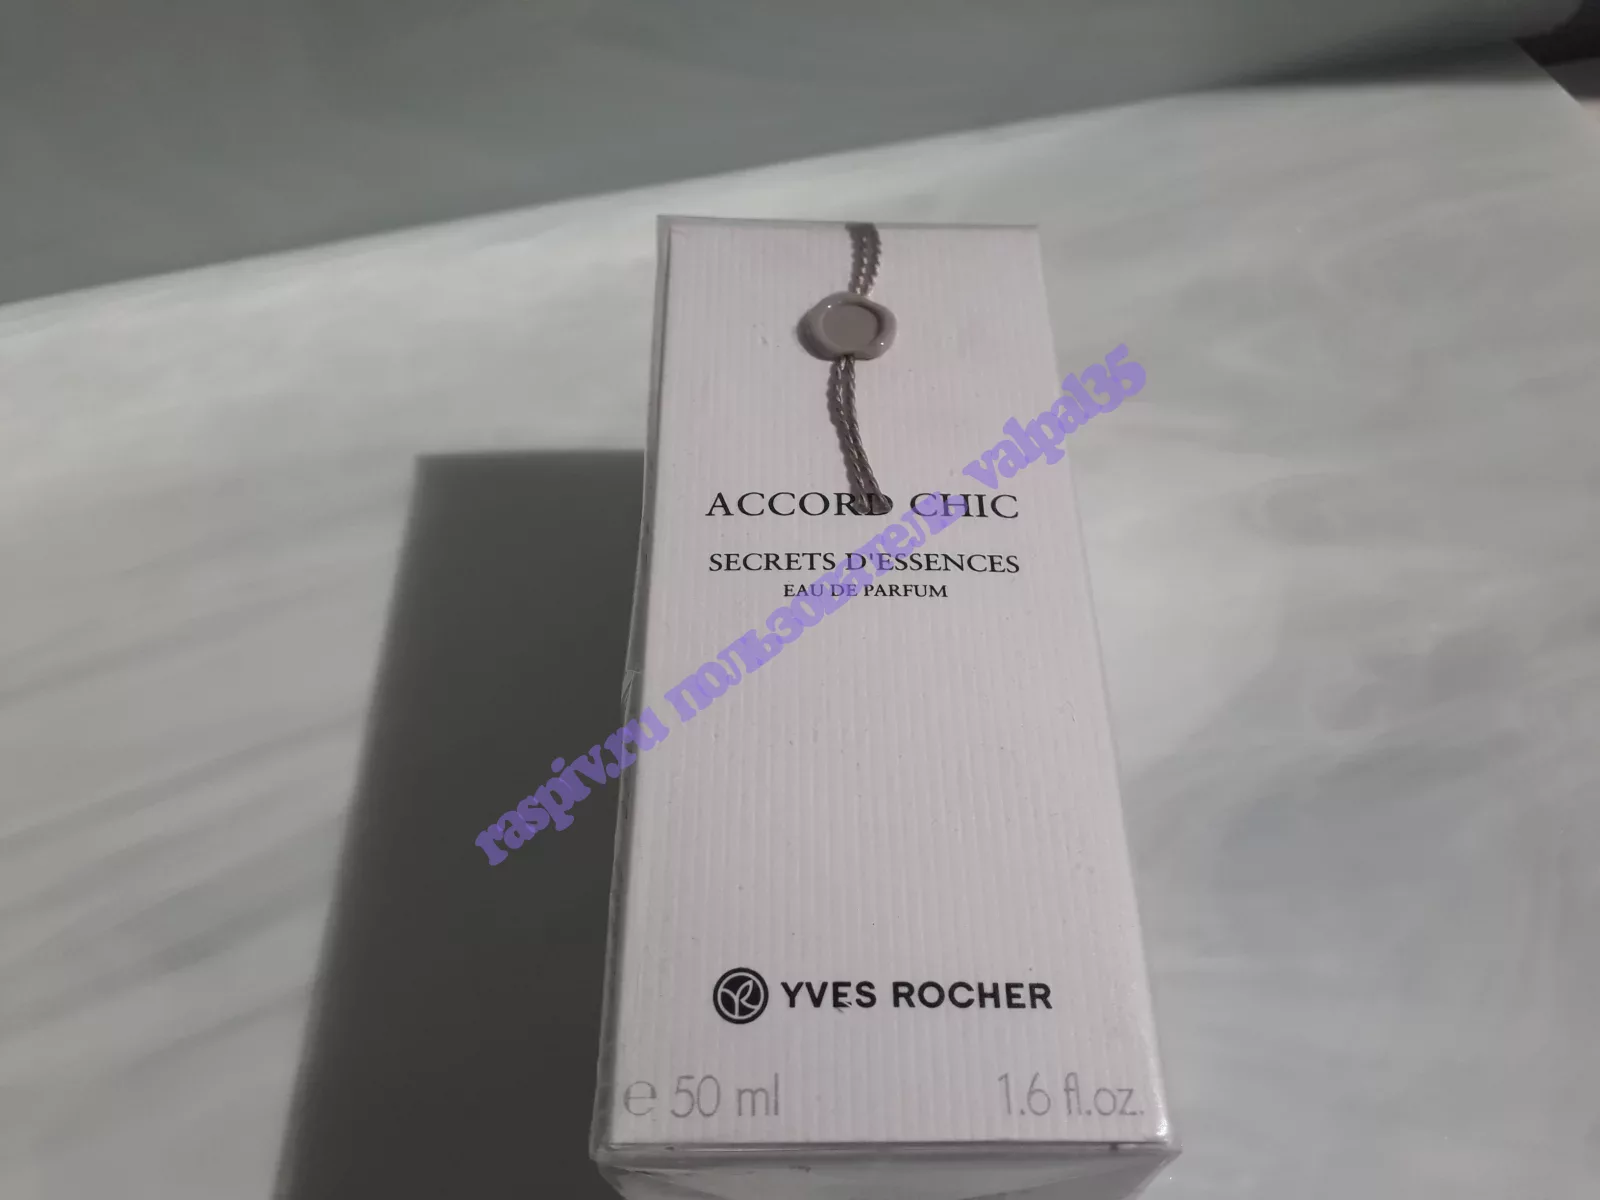 ACCORD CHIC
SECRETS D'ESSENCES
EAU DE PARFUM
raspiv.ru пользователь valpal35
YVES ROCHER
e 50 ml
1.6 fl.oz.